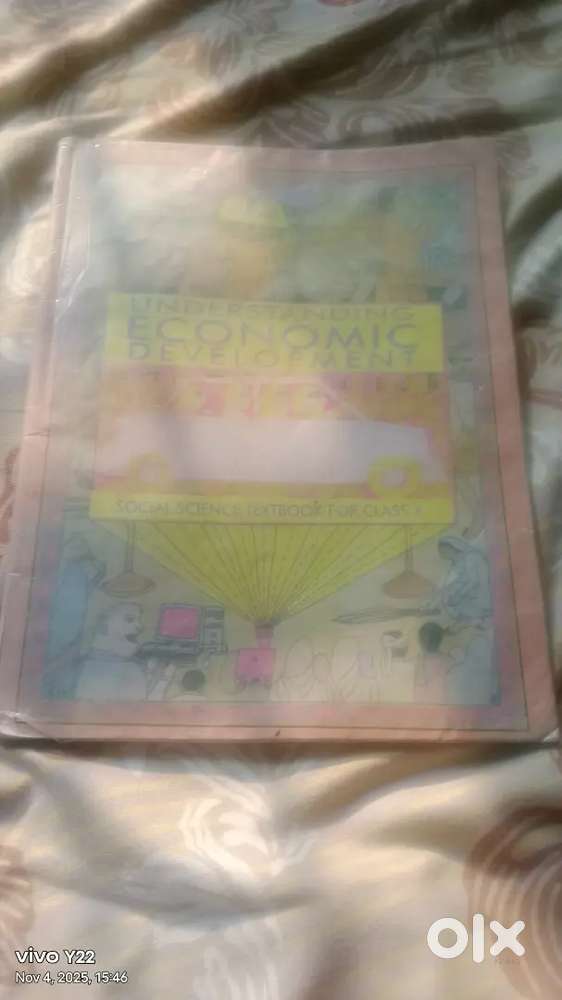 UNDERSTANDING
ECONOMIC
DEVELOPMENT
SOCIAL SCIENCE TEXTBOOK FOR CLASS X
vivo Y22
Nov 4, 2025, 15:46
olx